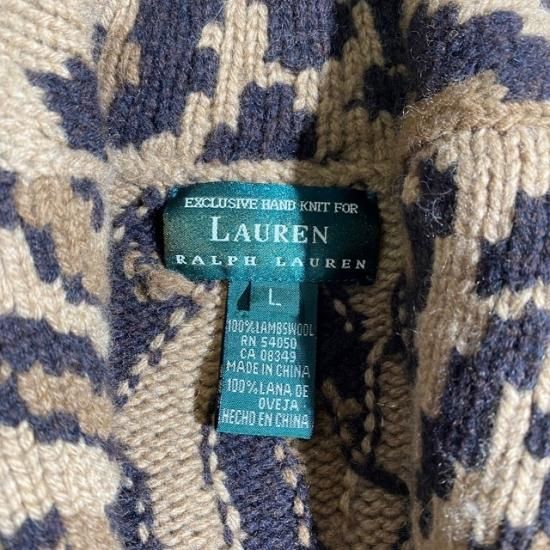 EXCLUSIVE HAND KNIT FOR
LAUREN
RALPH LAUREN
L
100% LAMBSWOOL
RN 54050
CA 08349
MADE IN CHINA
100% LANA DE
OVEJA
HECHO EN CHINA